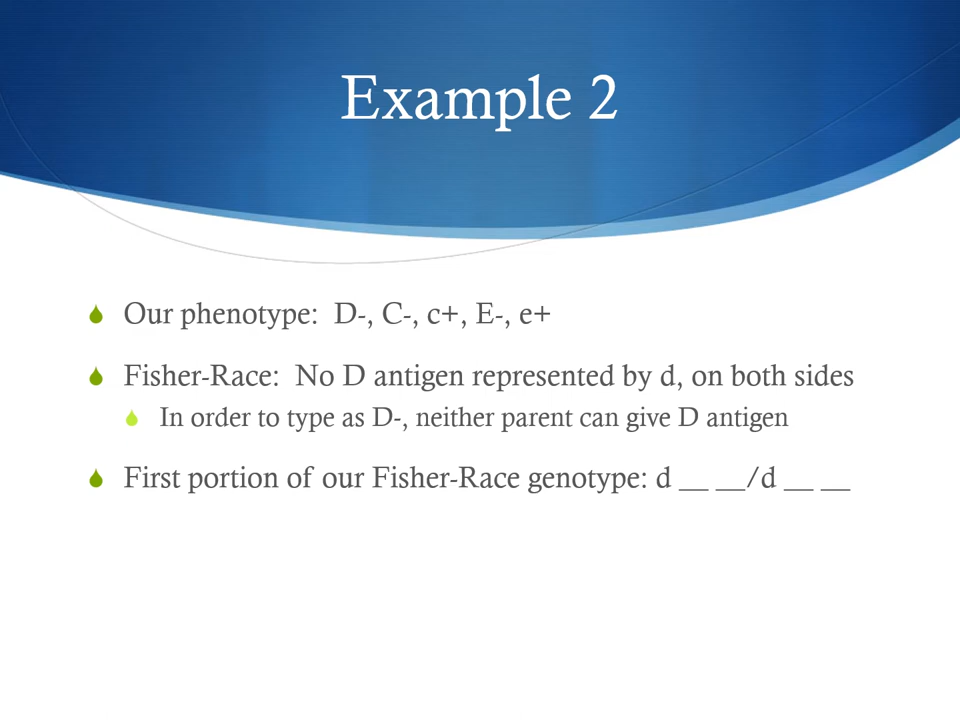 Example 2
Our phenotype: D-, C-, c+, E-, e+
Fisher-Race: No D antigen represented by d, on both sides
In order to type as D-, neither parent can give D antigen
First portion of our Fisher-Race genotype: d __ __/d __ __